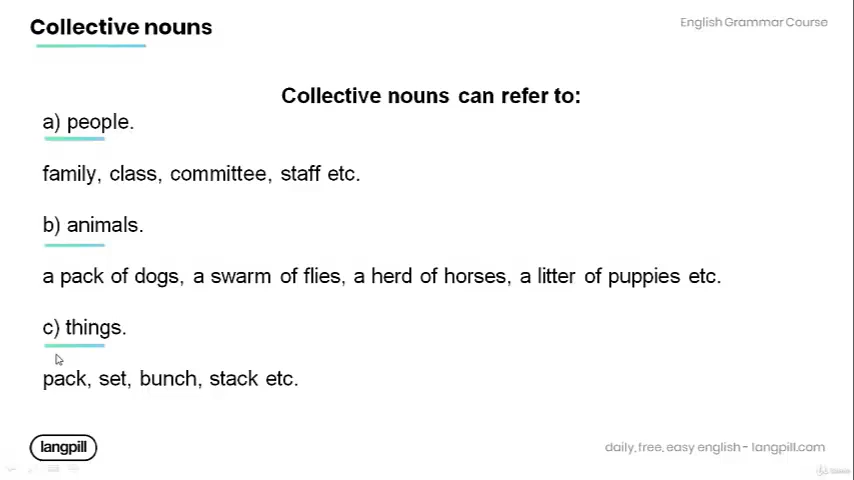 Collective nouns
English Grammar Course
Collective nouns can refer to:
a) people.
family, class, committee, staff etc.
b) animals.
a pack of dogs, a swarm of flies, a herd of horses, a litter of puppies etc.
c) things.
pack, set, bunch, stack etc.
langpill
daily, free, easy english - langpill.com